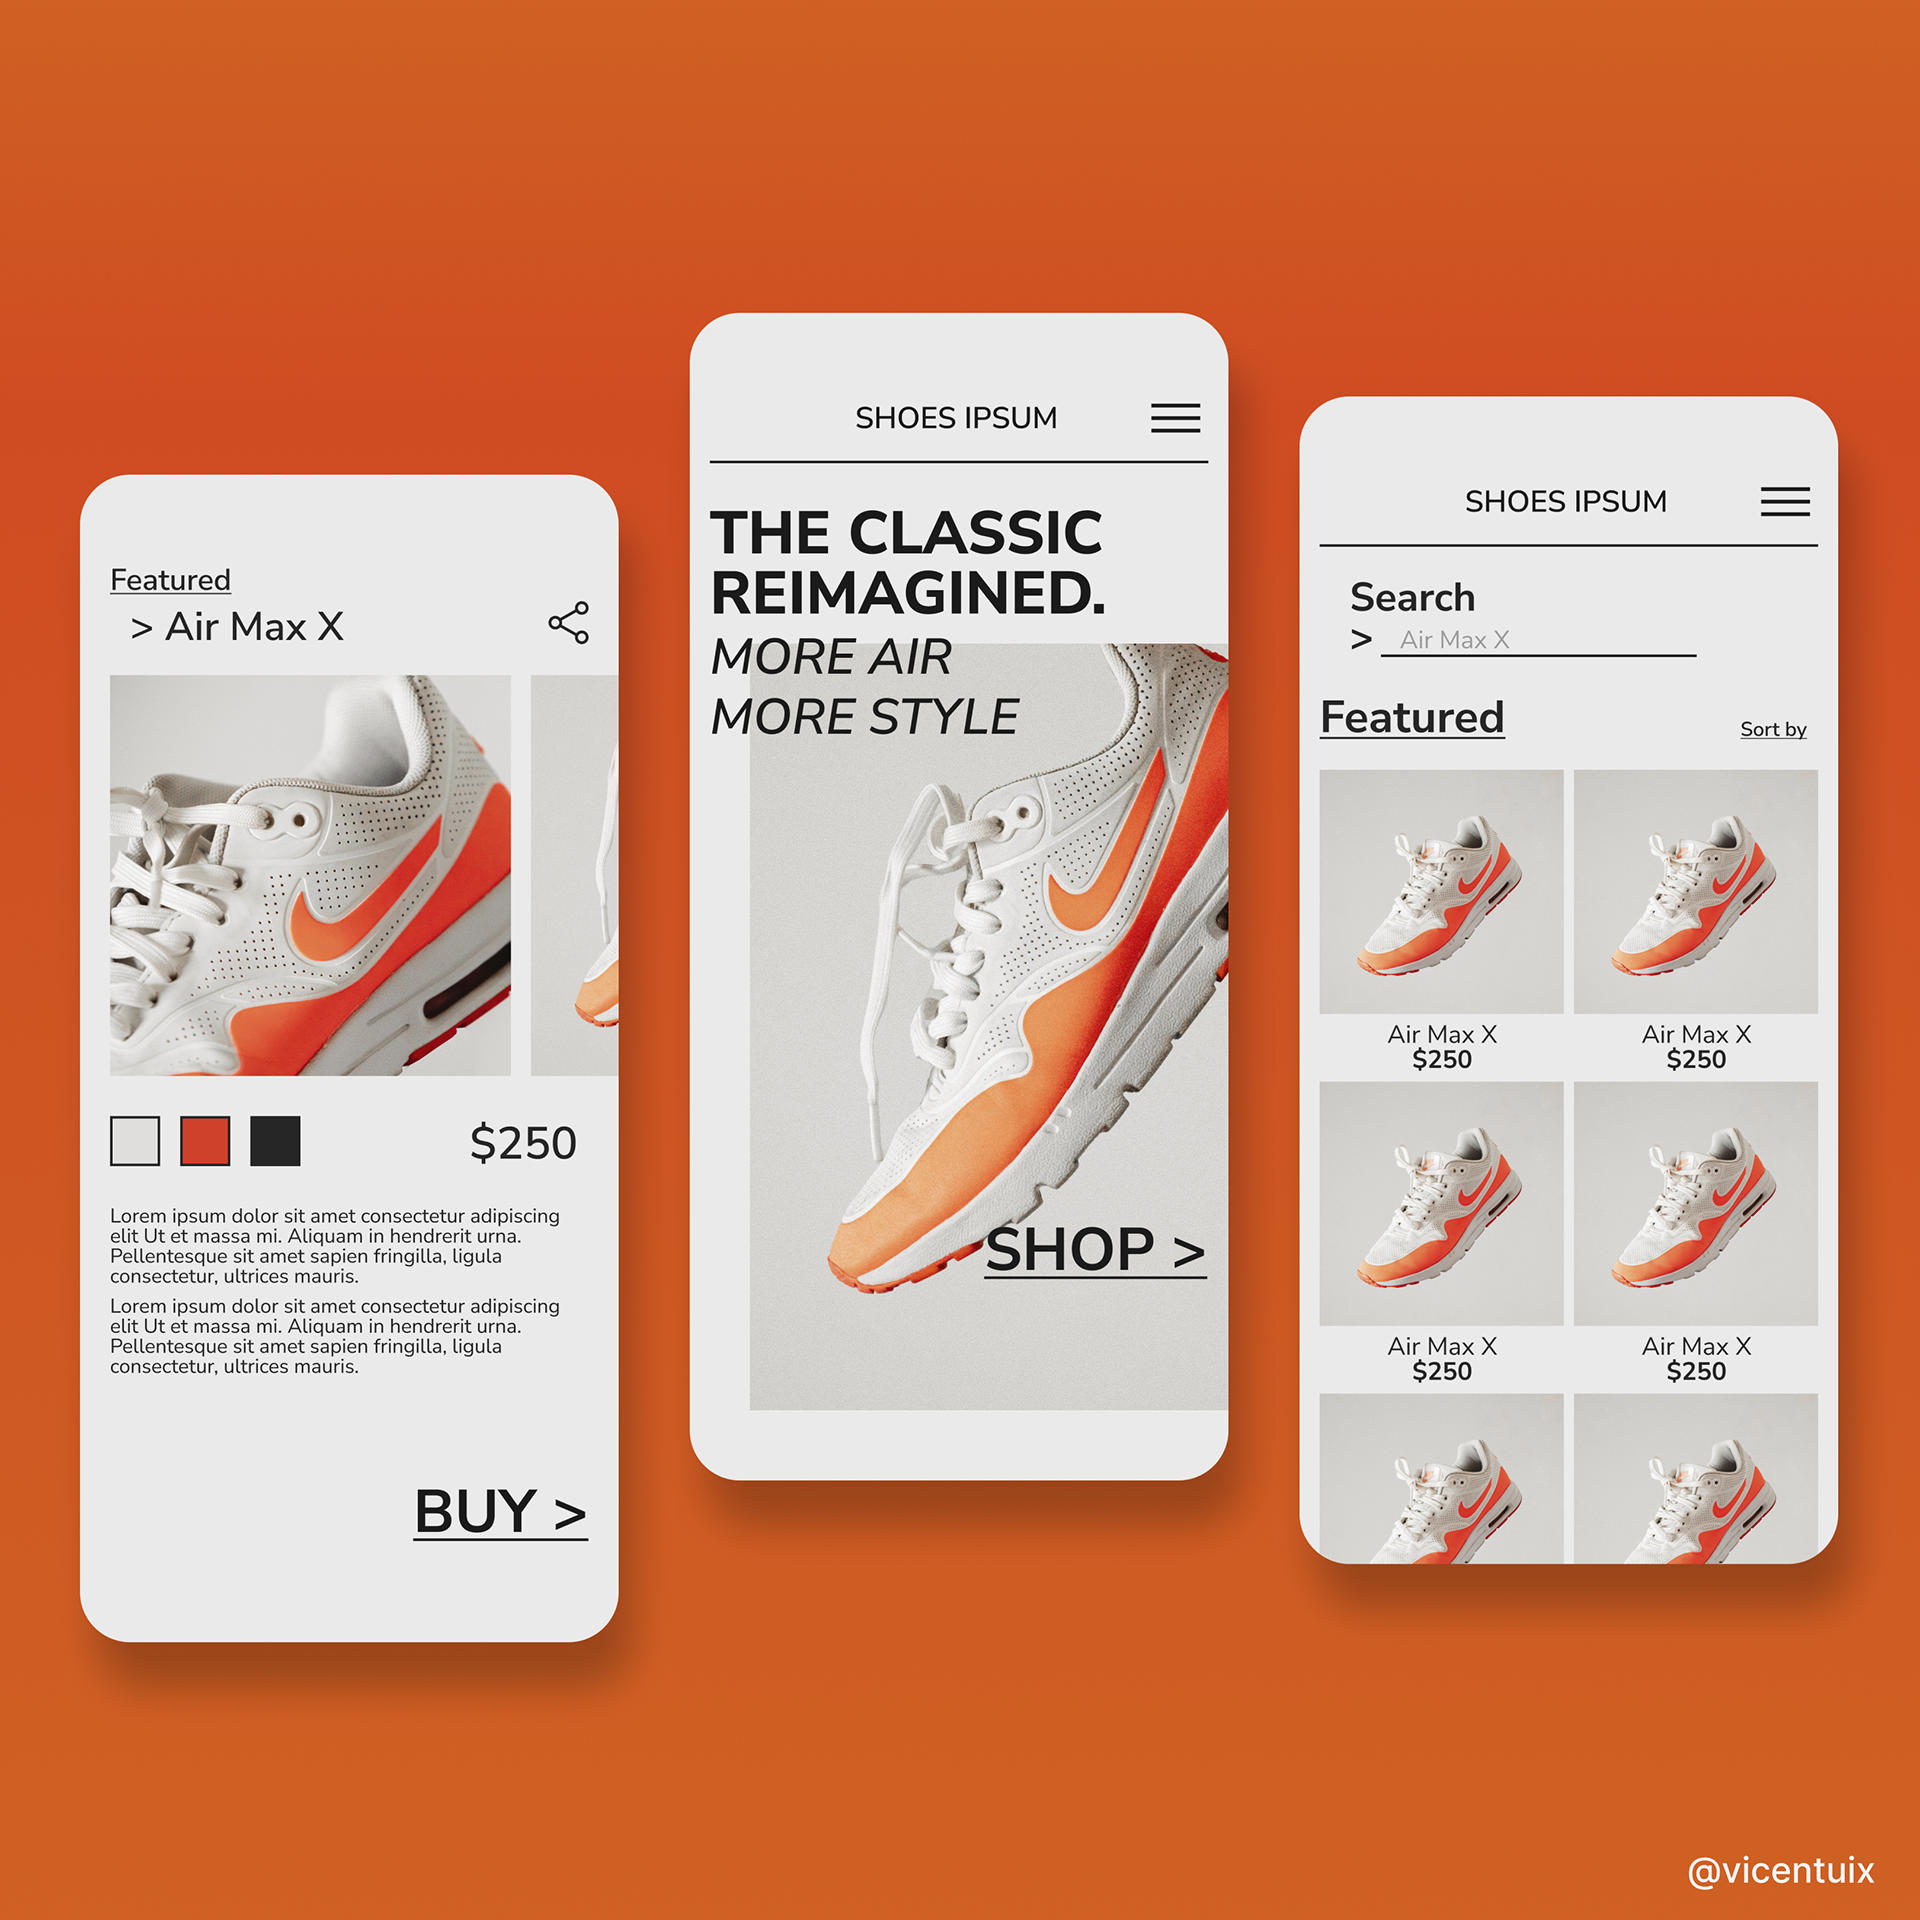 Featured
> Air Max X
$250
Lorem ipsum dolor sit amet consectetur adipiscing
elit Ut et massa mi. Aliquam in hendrerit urna.
Pellentesque sit amet sapien fringilla, ligula
consectetur, ultrices mauris.
Lorem ipsum dolor sit amet consectetur adipiscing
elit Ut et massa mi. Aliquam in hendrerit urna.
Pellentesque sit amet sapien fringilla, ligula
consectetur, ultrices mauris.
BUY >
SHOES IPSUM
THE CLASSIC
REIMAGINED.
MORE AIR
MORE STYLE
SHOP >
SHOES IPSUM
Search
> Air Max X
Featured
Sort by
Air Max X
$250
Air Max X
$250
Air Max X
$250
Air Max X
$250
@vicentuix